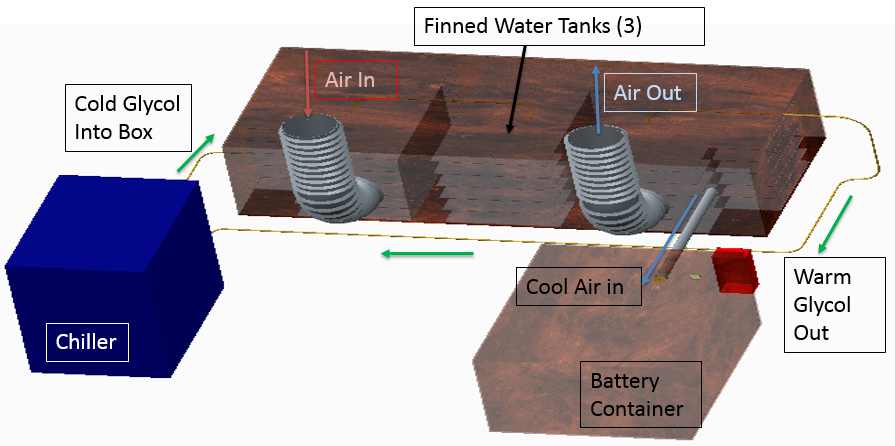 Finned Water Tanks (3)
Air In
Air Out
Cold Glycol
Into Box
Cool Air in
Warm
Glycol
Out
Chiller
Battery
Container